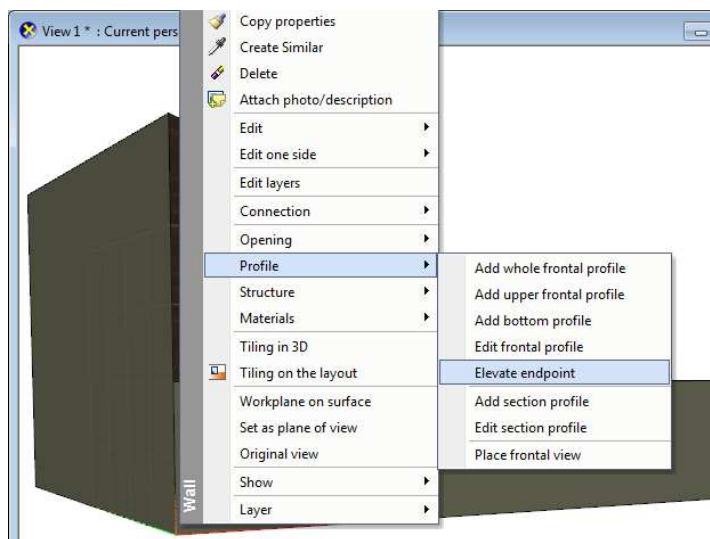 View 1 * : Current pers
Copy properties
Create Similar
Delete
Attach photo/description
Edit
Edit one side
Edit layers
Connection
Opening
Profile
Structure
Materials
Tiling in 3D
Tiling on the layout
Workplane on surface
Set as plane of view
Original view
Show
Layer
Wall
Add whole frontal profile
Add upper frontal profile
Add bottom profile
Edit frontal profile
Elevate endpoint
Add section profile
Edit section profile
Place frontal view